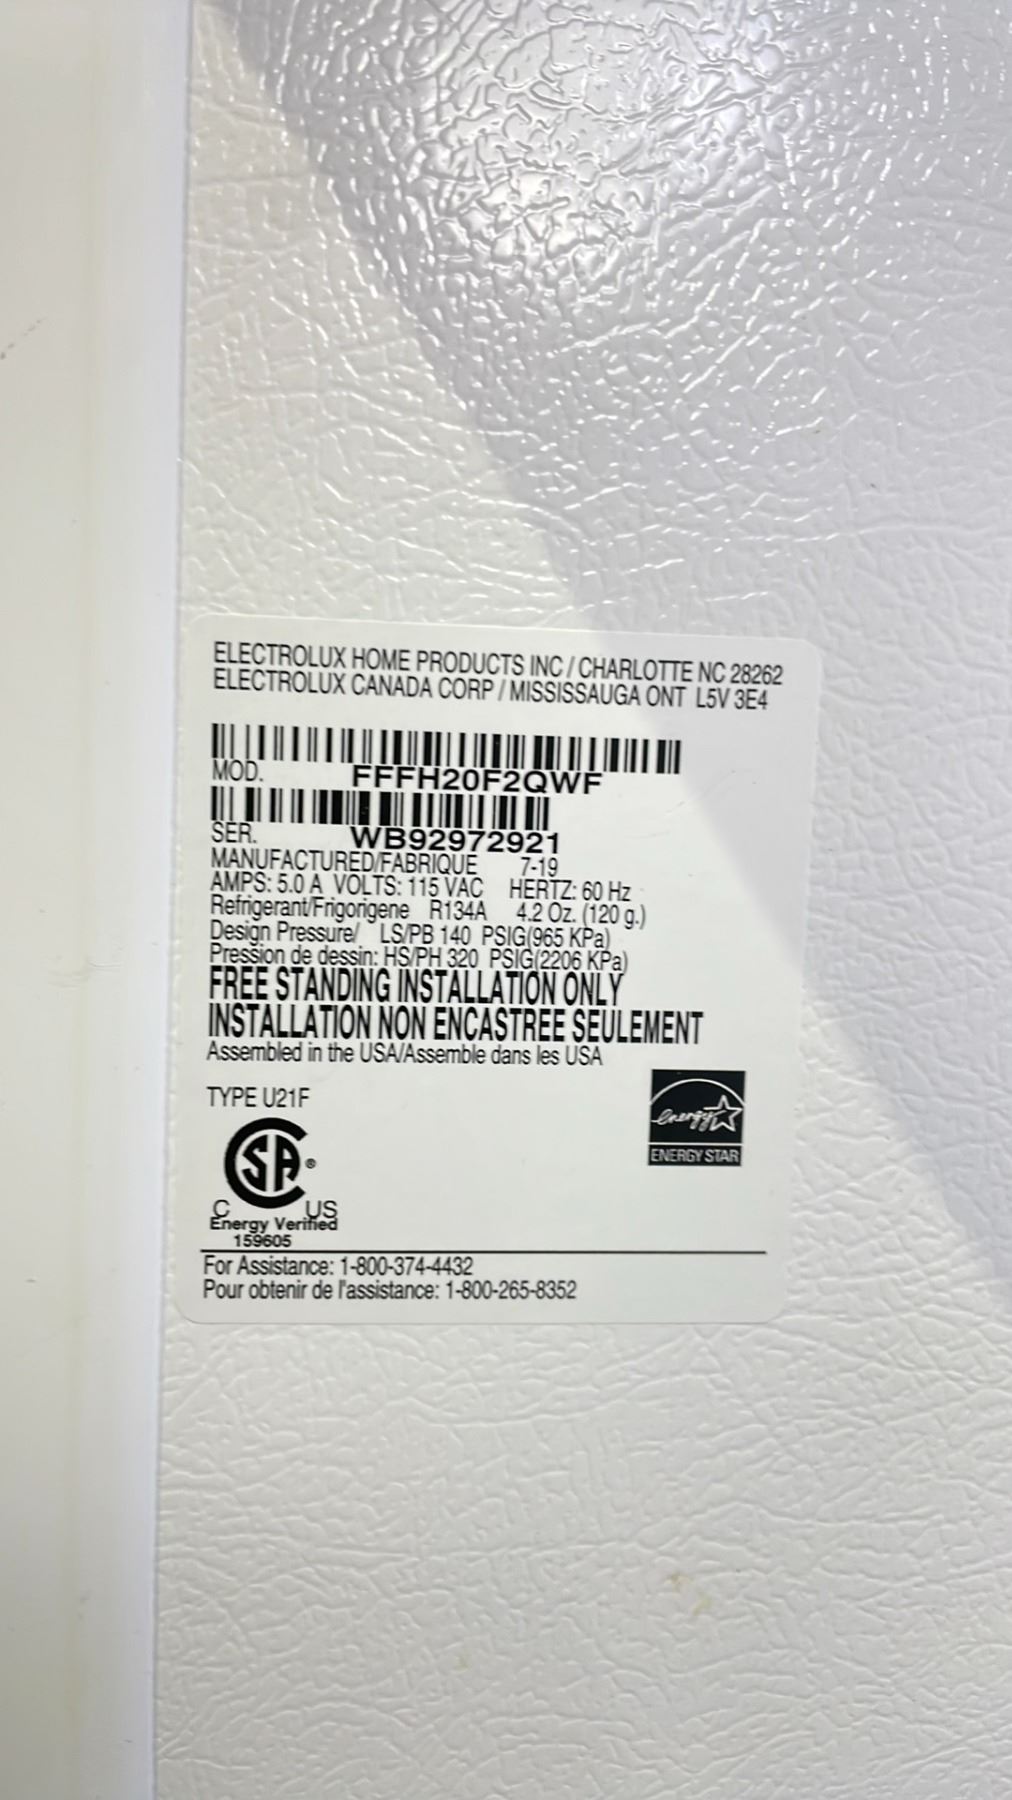 ELECTROLUX HOME PRODUCTS INC / CHARLOTTE NC 28262
ELECTROLUX CANADA CORP / MISSISSAUGA ONT L5V 3E4
MOD. FFFH20F2QWF
SER. WB92972921
MANUFACTURED/FABRIQUE 7-19
AMPS: 5.0 A VOLTS: 115 VAC HERTZ: 60 Hz
Refrigerant/Frigorigene R134A 4.2 Oz. (120 g.)
Design Pressure/ LS/PB 140 PSIG(965 KPa)
Pression de dessin: HS/PH 320 PSIG(2206 KPa)
FREE STANDING INSTALLATION ONLY
INSTALLATION NON ENCASTREE SEULEMENT
Assembled in the USA/Assemble dans les USA
TYPE U21F
energy
ENERGY STAR
SA ®
C US
Energy Verified
159605
For Assistance: 1-800-374-4432
Pour obtenir de l'assistance: 1-800-265-8352